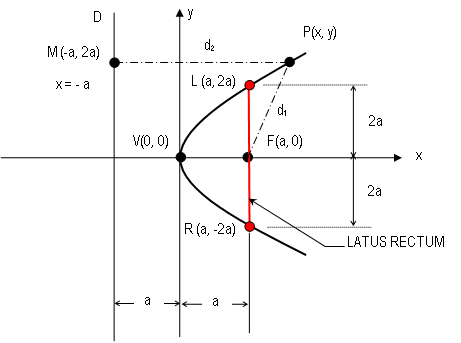 D
y
P(x, y)
M(-a, 2a)
d₂
x = - a
L (a, 2a)
d₁
2a
V(0, 0)
F(a, 0)
x
2a
R (a, -2a)
LATUS RECTUM
a
a